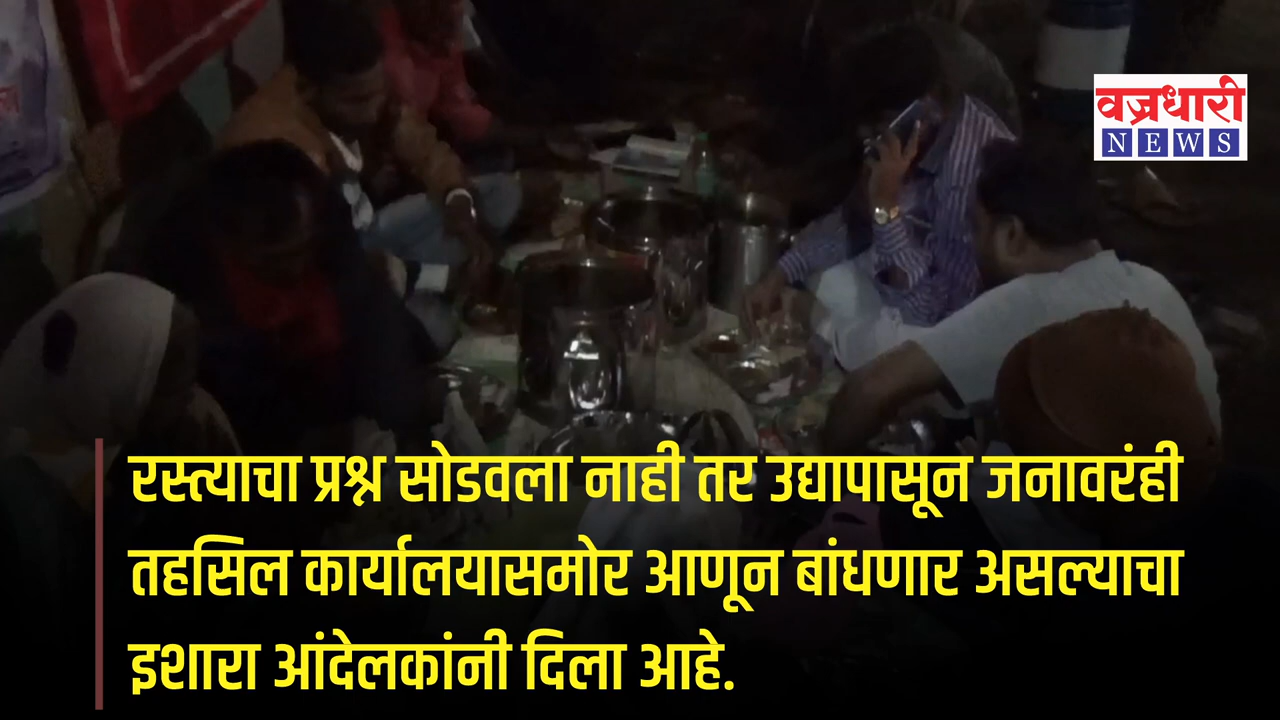 वज्रधारी
NEWS
रस्त्याचा प्रश्न सोडवला नाही तर उद्यापासून जनावरंही
तहसिल कार्यालयासमोर आणून बांधणार असल्याचा
इशारा आंदेलकांनी दिला आहे.